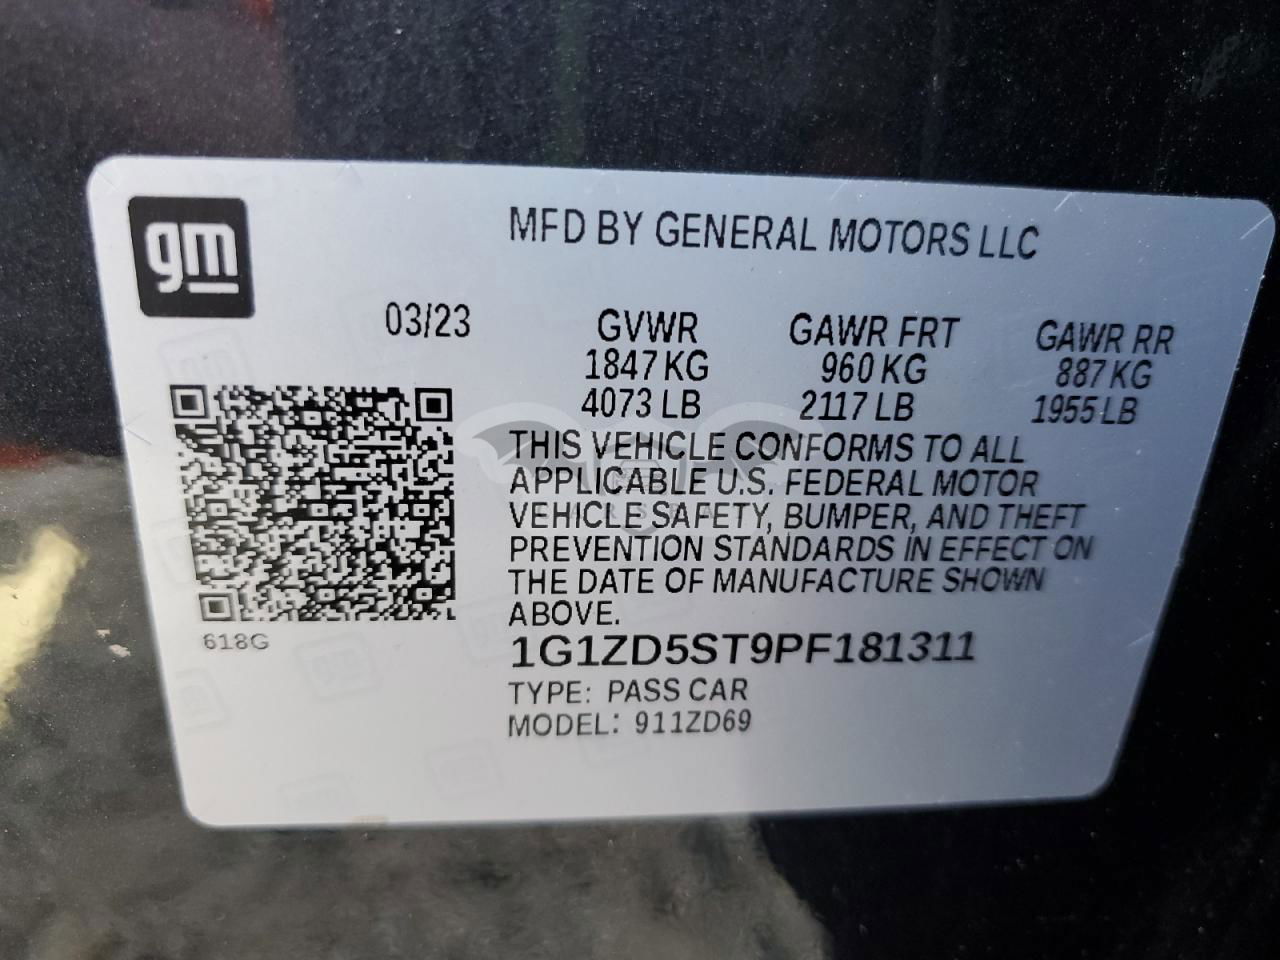 gm
MFD BY GENERAL MOTORS LLC
03/23
GVWR GAWR FRT GAWR RR
1847 KG 960 KG 887 KG
4073 LB 2117 LB 1955 LB
THIS VEHICLE CONFORMS TO ALL
APPLICABLE U.S. FEDERAL MOTOR
VEHICLE SAFETY, BUMPER, AND THEFT
PREVENTION STANDARDS IN EFFECT ON
THE DATE OF MANUFACTURE SHOWN
ABOVE.
618G
1G1ZD5ST9PF181311
TYPE: PASS CAR
MODEL: 911ZD69